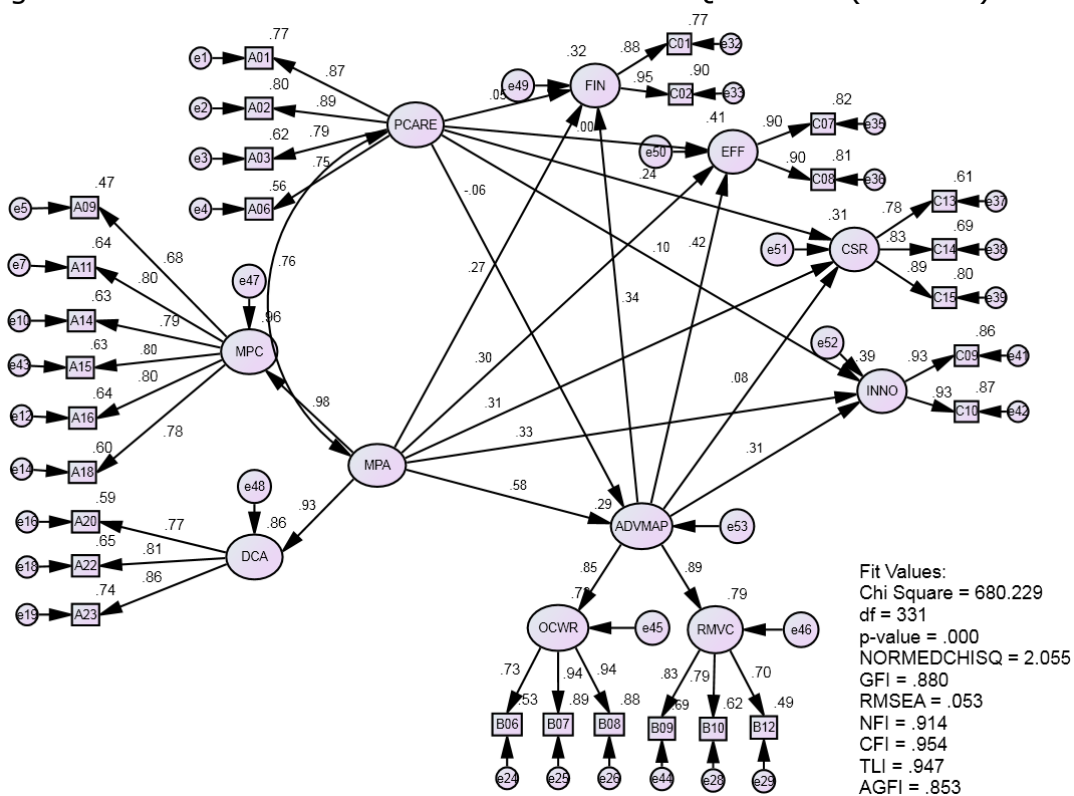 .77
.32
.77
e1 A01 .87
.88 C01 e32
.80
e49 FIN .95 .90
e2 A02 .89
.05
C02 e33
.62 .79 PCARE
.41 .82
e3 A03 .75
.00 .90 C07 e35
.56
e50 EFF .90 .81
.47 e4 A06
-.06 .24 C08 e36
e5 A09 .61
.78 C13 e37
.64 .68 .31 .83 .69
e7 A11 .80
e51 CSR C14 e38
.76 .27 .10 .42 .89 .80
.63 e47 C15 e39
e10 A14 .79 .96 .34
.63 .80 e52 .86
e43 A15 MPC .39 .93 C09 e41
.64 .80 .30 .08 INNO .93 .87
e12 A16 .98 C10 e42
.60 .78 .31 .33
e14 A18 MPA .31
.59 e48 .58 .29
e16 A20 .77 .93 ADVMAP e53
.65 .81 .86
e18 A22 DCA
.74 .86 .85 .89
e19 A23
.79
OCWR e45 RMVC e46
.73 .94 .94 .83 .79 .70
.53 .89 .88 .69 .62 .49
B06 B07 B08 B09 B10 B12
e24 e25 e26 e44 e28 e29
Fit Values:
Chi Square = 680.229
df = 331
p-value = .000
NORMEDCHISQ = 2.055
GFI = .880
RMSEA = .053
NFI = .914
CFI = .954
TLI = .947
AGFI = .853